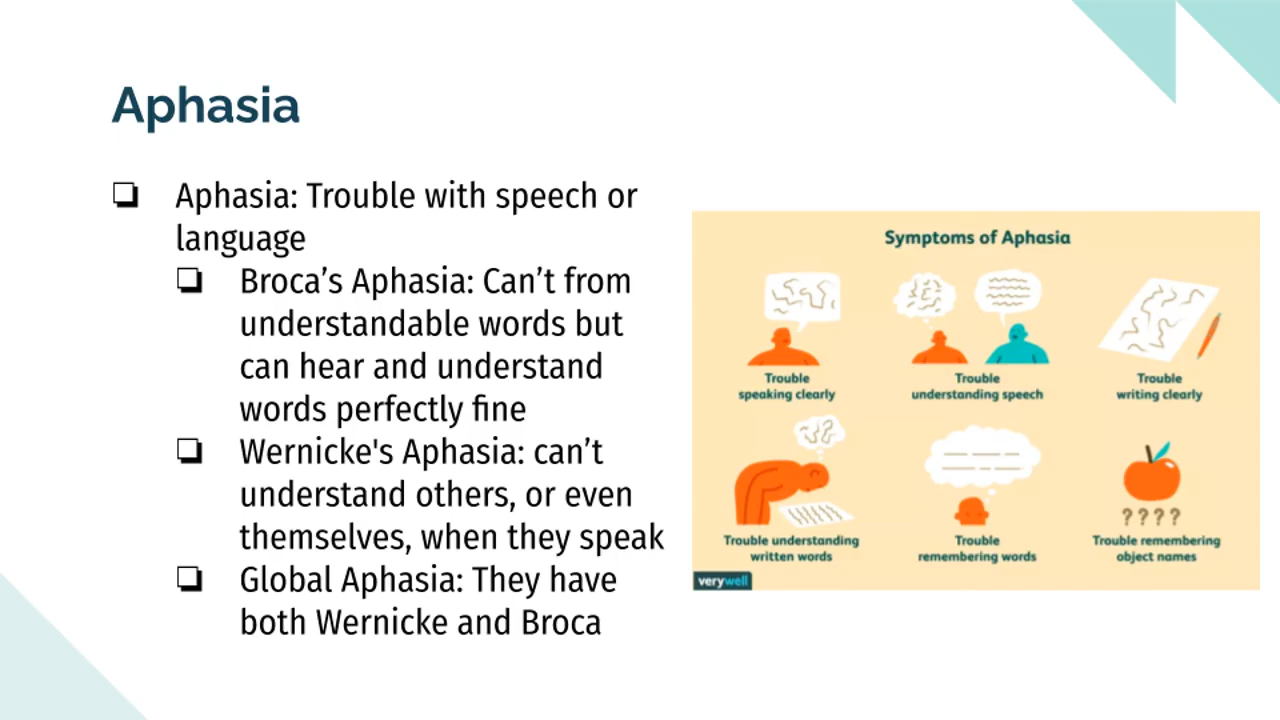 Aphasia
❏ Aphasia: Trouble with speech or
language
❏ Broca’s Aphasia: Can’t from
understandable words but
can hear and understand
words perfectly fine
❏ Wernicke's Aphasia: can’t
understand others, or even
themselves, when they speak
❏ Global Aphasia: They have
both Wernicke and Broca
Symptoms of Aphasia
Trouble
speaking clearly
Trouble
understanding speech
Trouble
writing clearly
Trouble understanding
written words
Trouble
remembering words
????
Trouble remembering
object names
verywell